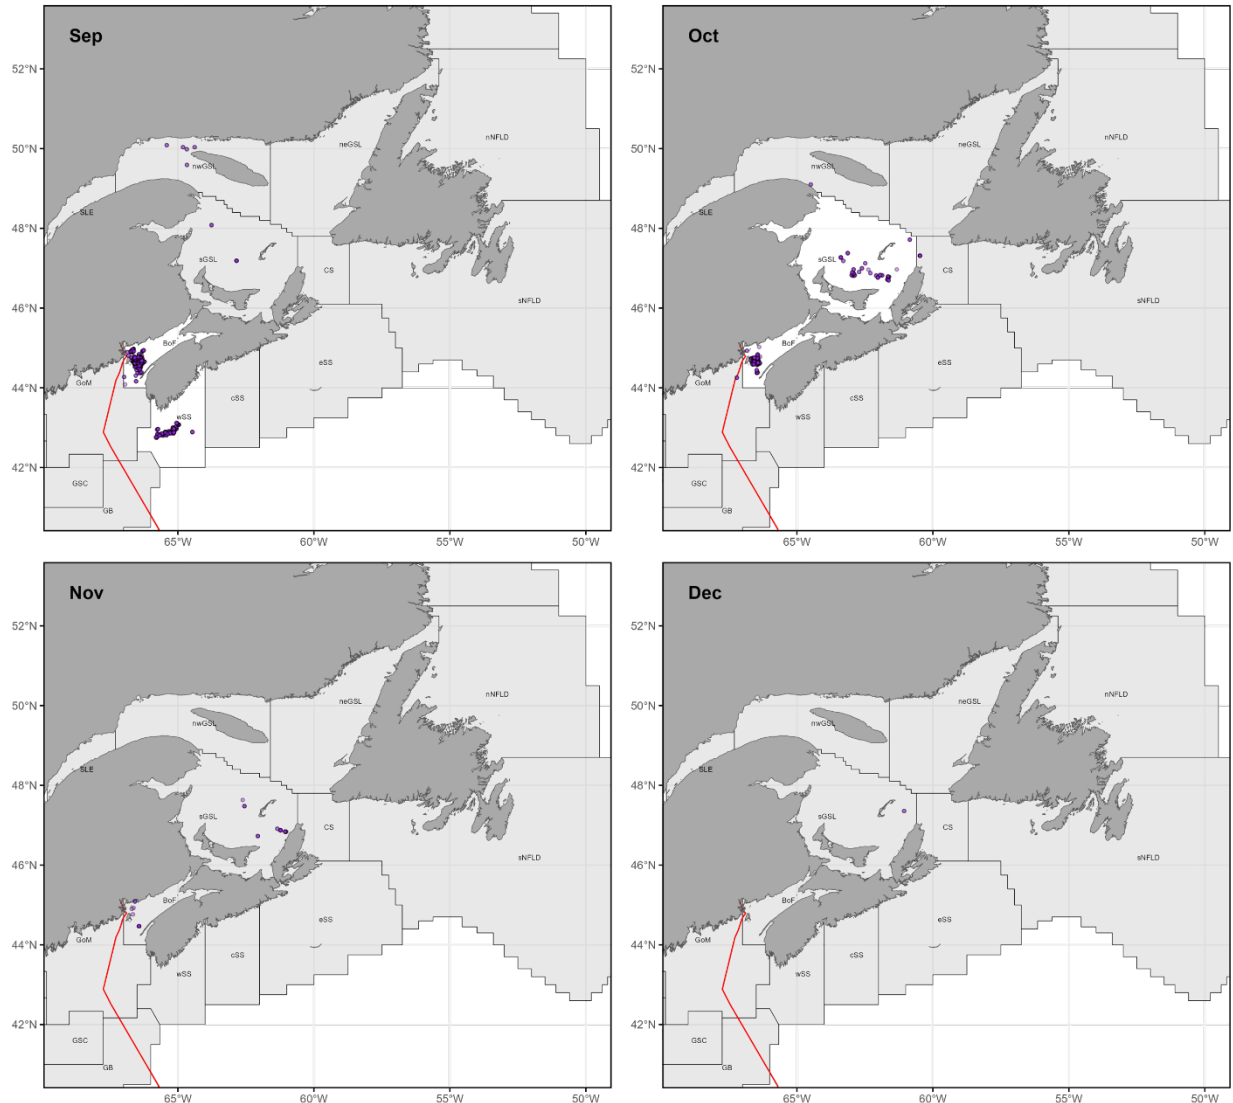 Sep
52°N
50°N
48°N
46°N
44°N
42°N
nNFLD
neGSL
nwGSL
SLE
sGSL
CS
sNFLD
BoF
eSS
GoM
cSS
wSS
GSC
GB
65°W 60°W 55°W 50°W
Oct
52°N
50°N
48°N
46°N
44°N
42°N
nNFLD
neGSL
nwGSL
SLE
sGSL
CS
sNFLD
BoF
eSS
GoM
cSS
wSS
GSC
GB
65°W 60°W 55°W 50°W
Nov
52°N
50°N
48°N
46°N
44°N
42°N
nNFLD
neGSL
nwGSL
SLE
sGSL
CS
sNFLD
BoF
eSS
GoM
cSS
wSS
GSC
GB
65°W 60°W 55°W 50°W
Dec
52°N
50°N
48°N
46°N
44°N
42°N
nNFLD
neGSL
nwGSL
SLE
sGSL
CS
sNFLD
BoF
eSS
GoM
cSS
wSS
GSC
GB
65°W 60°W 55°W 50°W